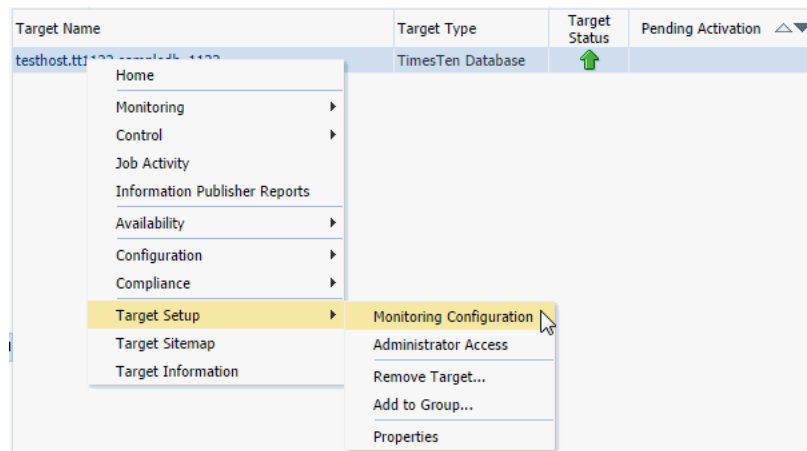 Target Name Target Type Target Status Pending Activation
TimesTen Database
Home
Monitoring
Control
Job Activity
Information Publisher Reports
Availability
Configuration
Compliance
Target Setup
Monitoring Configuration
Target Sitemap
Administrator Access
Target Information
Remove Target...
Add to Group...
Properties